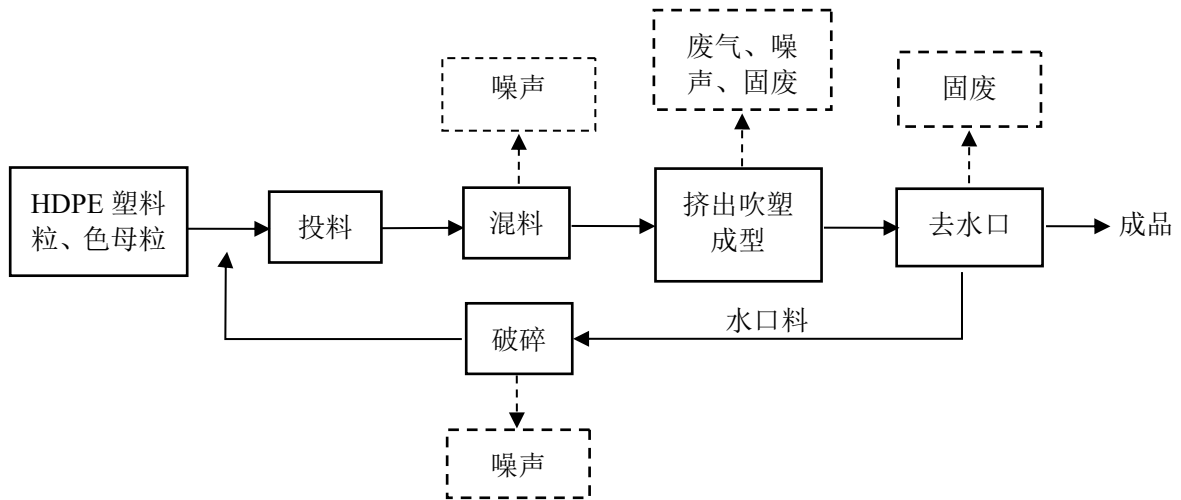 废气、噪
声、固废
噪声
固废
HDPE 塑料
粒、色母粒
投料
混料
挤出吹塑
成型
去水口
成品
水口料
破碎
噪声